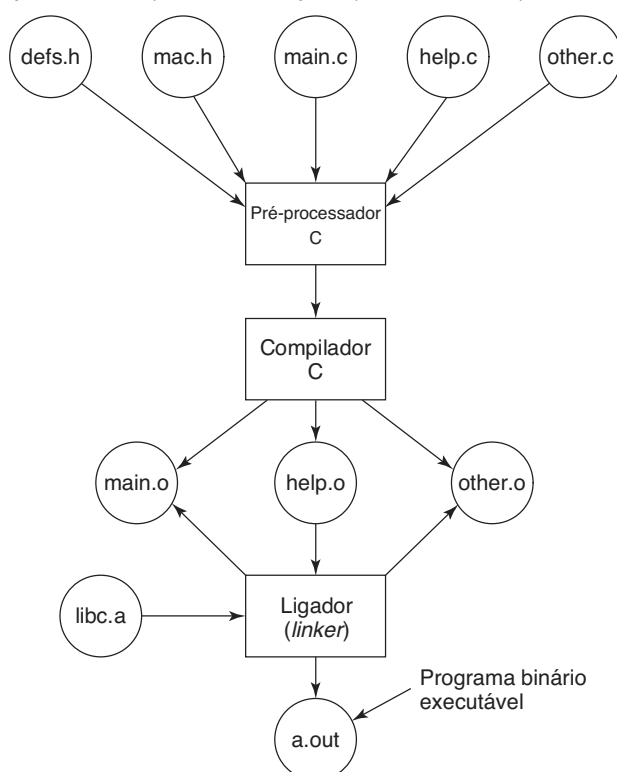 defs.h
mac.h
main.c
help.c
other.c
Pré-processador
C
Compilador
C
main.o
help.o
other.o
libc.a
Ligador
(linker)
Programa binário
executável
a.out